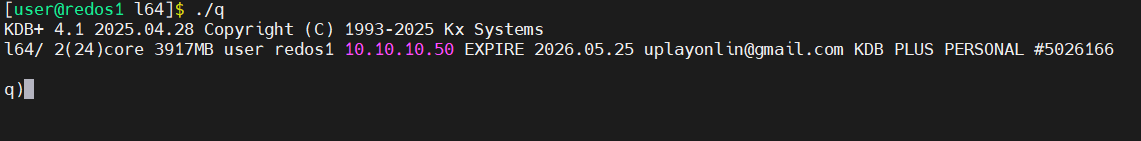 [user@redos1 l64]$ ./q
KDB+ 4.1 2025.04.28 Copyright (C) 1993-2025 Kx Systems
l64/ 2(24)core 3917MB user redos1 10.10.10.50 EXPIRE 2026.05.25 uplayonlin@gmail.com KDB PLUS PERSONAL #5026166
q)